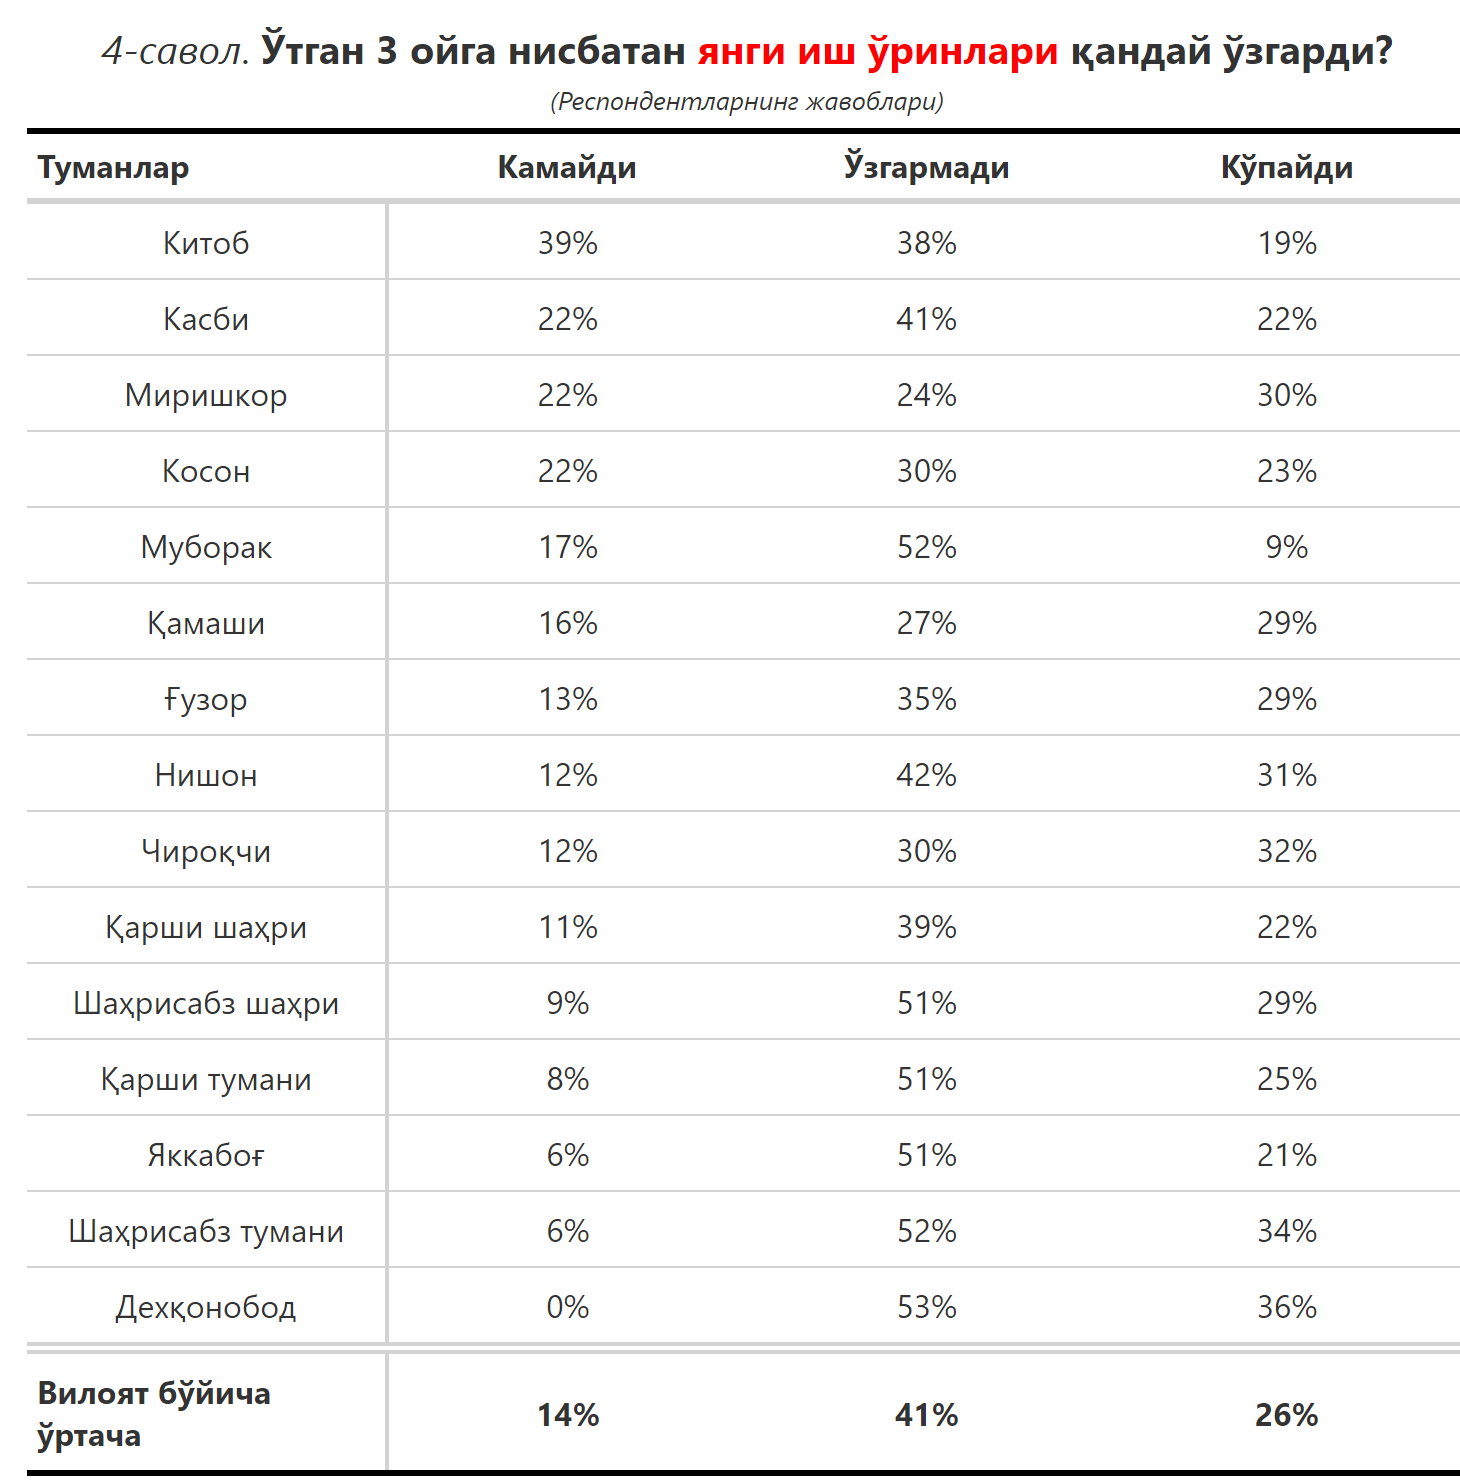 4-савол. Ўтган 3 ойга нисбатан янги иш ўринлари қандай ўзгарди?
(Респондентларнинг жавоблари)
Туманлар Камайди Ўзгармади Кўпайди
Китоб 39% 38% 19%
Касби 22% 41% 22%
Миришкор 22% 24% 30%
Косон 22% 30% 23%
Муборак 17% 52% 9%
Қамаши 16% 27% 29%
Ғузор 13% 35% 29%
Нишон 12% 42% 31%
Чироқчи 12% 30% 32%
Қарши шаҳри 11% 39% 22%
Шаҳрисабз шаҳри 9% 51% 29%
Қарши тумани 8% 51% 25%
Яккабоғ 6% 51% 21%
Шаҳрисабз тумани 6% 52% 34%
Дехқонобод 0% 53% 36%
Вилоят бўйича
ўртача 14% 41% 26%